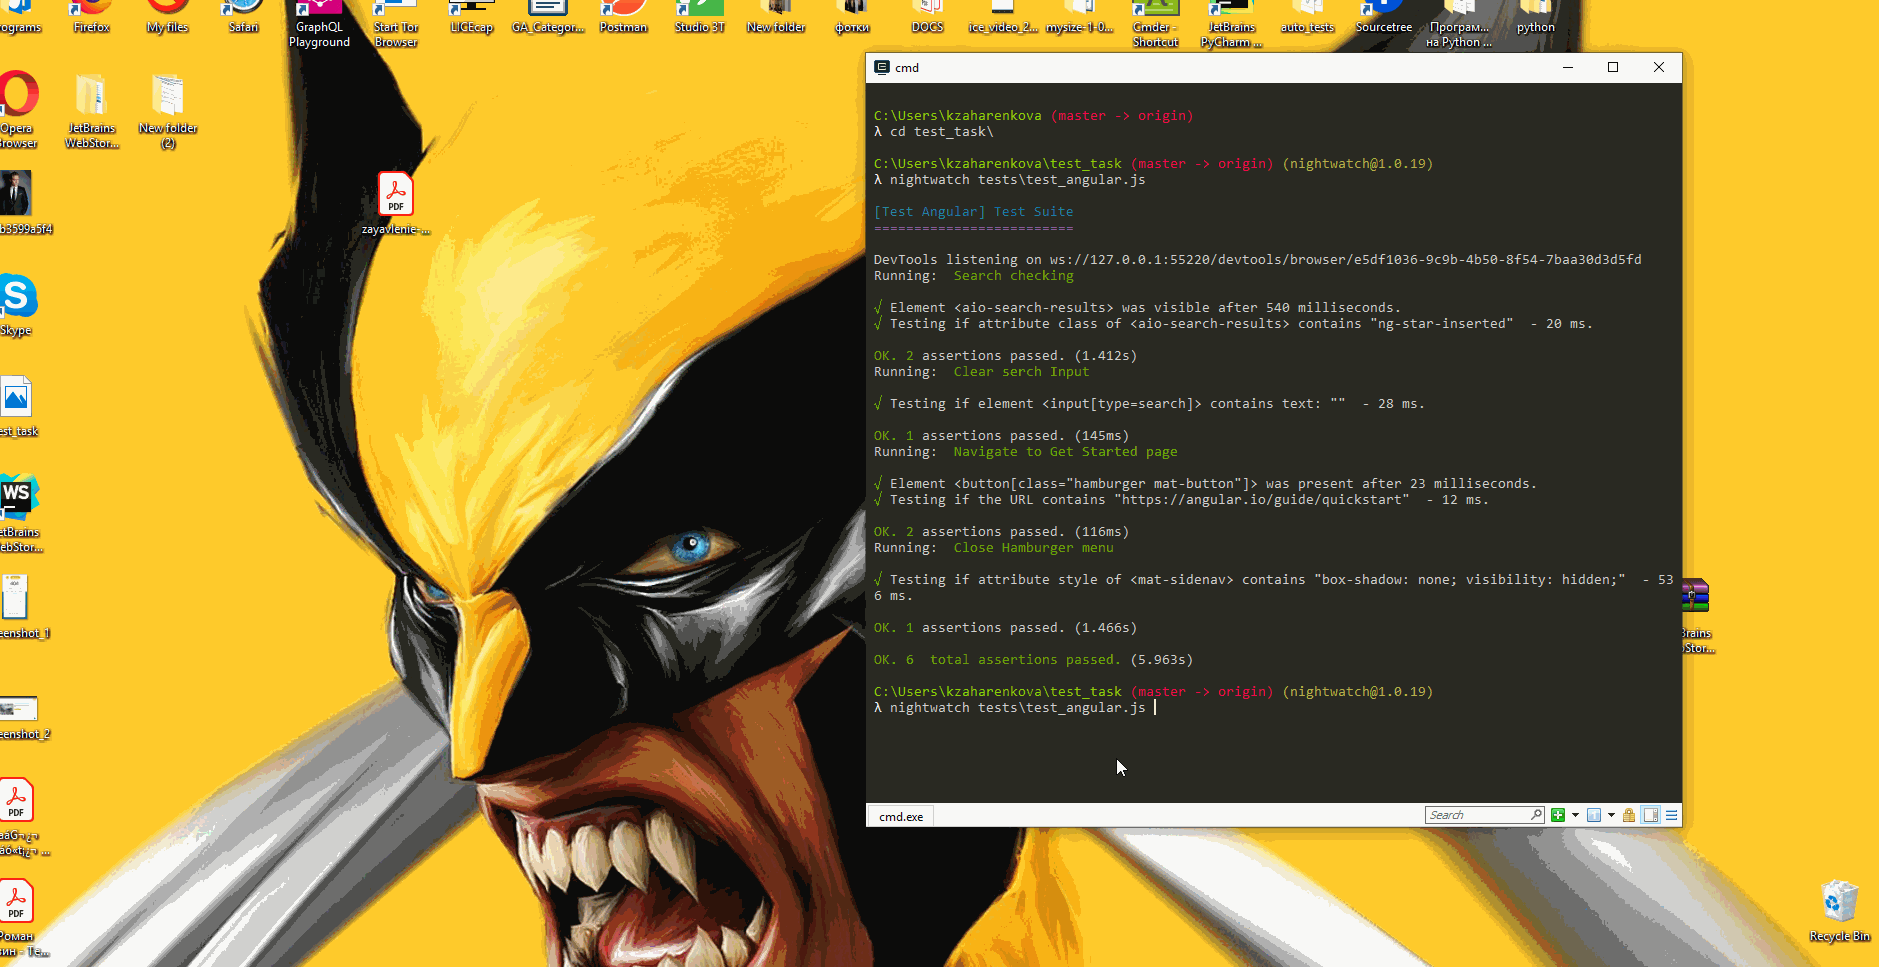 ograms
Firefox
My files
Safari
GraphQL
Playground
Start Tor
Browser
LICEcap
GA_Categor...
Postman
Studio 3T
New folder
фотки
DOCS
ice_video_2...
mysize-1-0...
Cmder -
Shortcut
JetBrains
PyCharm ...
auto_tests
Sourcetree
Програм...
на Python ...
python
Opera
Browser
JetBrains
WebStor...
New folder
(2)
b3599a5f4
PDF
zayavlenie-...
Skype
est_task
WS
etBrains
ebStor...
eenshot_1
eenshot_2
PDF
PDF
Роман
вин - Те...
cmd
C:\Users\kzaharenkova (master -> origin)
λ cd test_task\
C:\Users\kzaharenkova\test_task (master -> origin) (nightwatch@1.0.19)
λ nightwatch tests\test_angular.js
[Test Angular] Test Suite
=========================
DevTools listening on ws://127.0.0.1:55220/devtools/browser/e5df1036-9c9b-4b50-8f54-7baa30d3d5fd
Running:  Search checking
√ Element <aio-search-results> was visible after 540 milliseconds.
√ Testing if attribute class of <aio-search-results> contains "ng-star-inserted"  - 20 ms.
OK. 2 assertions passed. (1.412s)
Running:  Clear serch Input
√ Testing if element <input[type=search]> contains text: ""  - 28 ms.
OK. 1 assertions passed. (145ms)
Running:  Navigate to Get Started page
√ Element <button[class="hamburger mat-button"]> was present after 23 milliseconds.
√ Testing if the URL contains "https://angular.io/guide/quickstart"  - 12 ms.
OK. 2 assertions passed. (116ms)
Running:  Close Hamburger menu
√ Testing if attribute style of <mat-sidenav> contains "box-shadow: none; visibility: hidden;"  - 53
6 ms.
OK. 1 assertions passed. (1.466s)
OK. 6  total assertions passed. (5.963s)
C:\Users\kzaharenkova\test_task (master -> origin) (nightwatch@1.0.19)
λ nightwatch tests\test_angular.js
cmd.exe
Search
Brains
Stor...
Recycle Bin